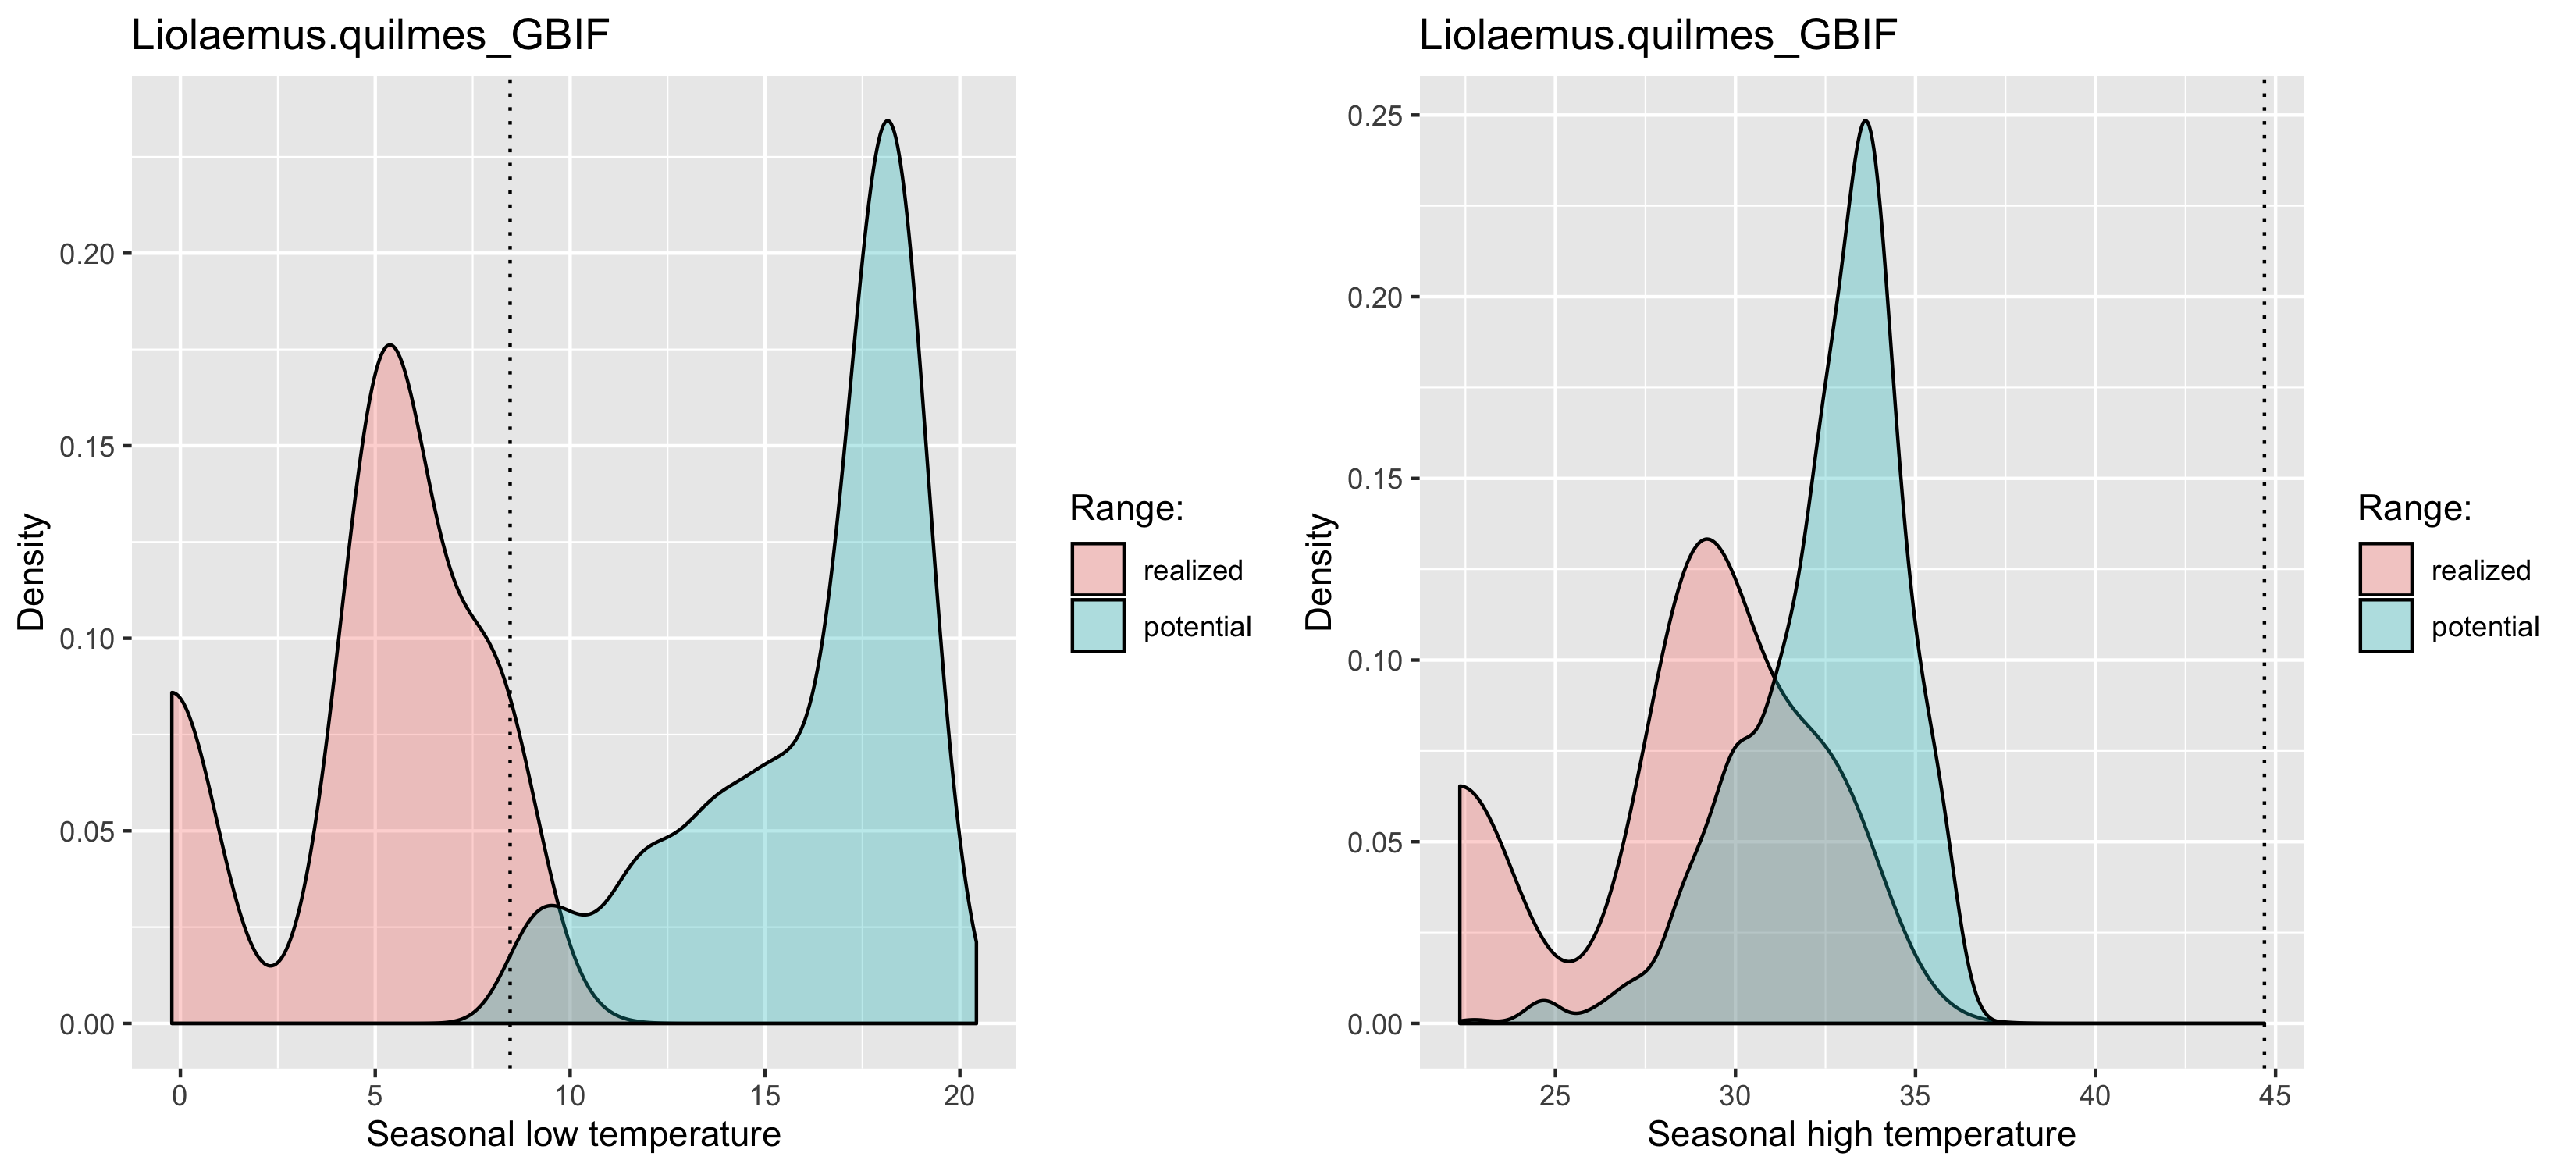 Liolaemus.quilmes_GBIF
Density
0.20
0.15
0.10
0.05
0.00
0 5 10 15 20
Seasonal low temperature
Range:
realized
potential
Liolaemus.quilmes_GBIF
Density
0.25
0.20
0.15
0.10
0.05
0.00
25 30 35 40 45
Seasonal high temperature
Range:
realized
potential